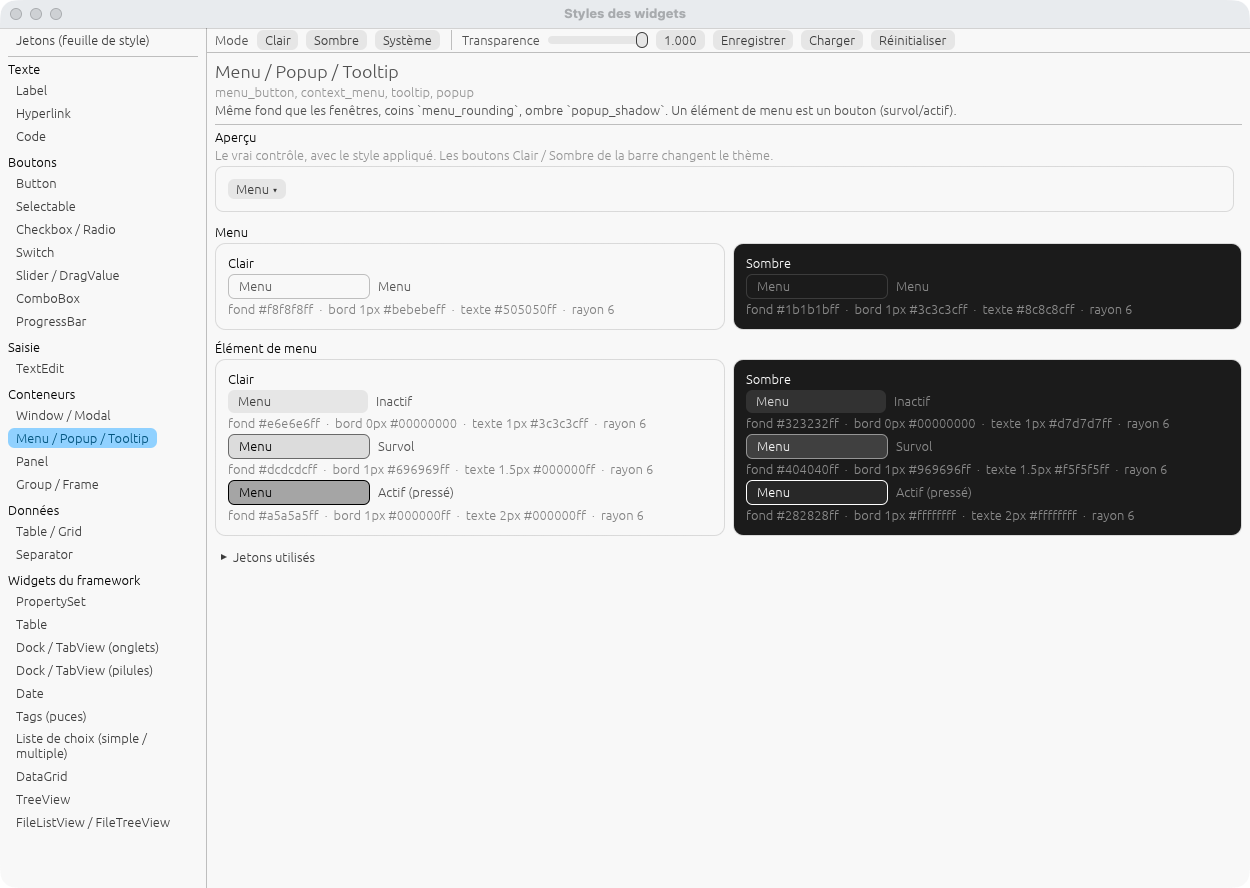 Styles des widgets
Jetons (feuille de style)
Texte
Label
Hyperlink
Code
Boutons
Button
Selectable
Checkbox / Radio
Switch
Slider / DragValue
ComboBox
ProgressBar
Saisie
TextEdit
Conteneurs
Window / Modal
Menu / Popup / Tooltip
Panel
Group / Frame
Données
Table / Grid
Separator
Widgets du framework
PropertySet
Table
Dock / TabView (onglets)
Dock / TabView (pilules)
Date
Tags (puces)
Liste de choix (simple /
multiple)
DataGrid
TreeView
FileListView / FileTreeView
Mode Clair Sombre Système Transparence 1.000 Enregistrer Charger Réinitialiser
Menu / Popup / Tooltip
menu_button, context_menu, tooltip, popup
Même fond que les fenêtres, coins `menu_rounding`, ombre `popup_shadow`. Un élément de menu est un bouton (survol/actif).
Aperçu
Le vrai contrôle, avec le style appliqué. Les boutons Clair / Sombre de la barre changent le thème.
Menu ▾
Menu
Clair
Menu Menu
fond #f8f8f8ff · bord 1px #bebebeff · texte #505050ff · rayon 6
Sombre
Menu Menu
fond #1b1b1bff · bord 1px #3c3c3cff · texte #8c8c8cff · rayon 6
Élément de menu
Clair
Menu Inactif
fond #e6e6e6ff · bord 0px #00000000 · texte 1px #3c3c3cff · rayon 6
Menu Survol
fond #dcdcdcff · bord 1px #696969ff · texte 1.5px #000000ff · rayon 6
Menu Actif (pressé)
fond #a5a5a5ff · bord 1px #000000ff · texte 2px #000000ff · rayon 6
Sombre
Menu Inactif
fond #323232ff · bord 0px #00000000 · texte 1px #d7d7d7ff · rayon 6
Menu Survol
fond #404040ff · bord 1px #969696ff · texte 1.5px #f5f5f5ff · rayon 6
Menu Actif (pressé)
fond #282828ff · bord 1px #ffffffff · texte 2px #ffffffff · rayon 6
▸ Jetons utilisés